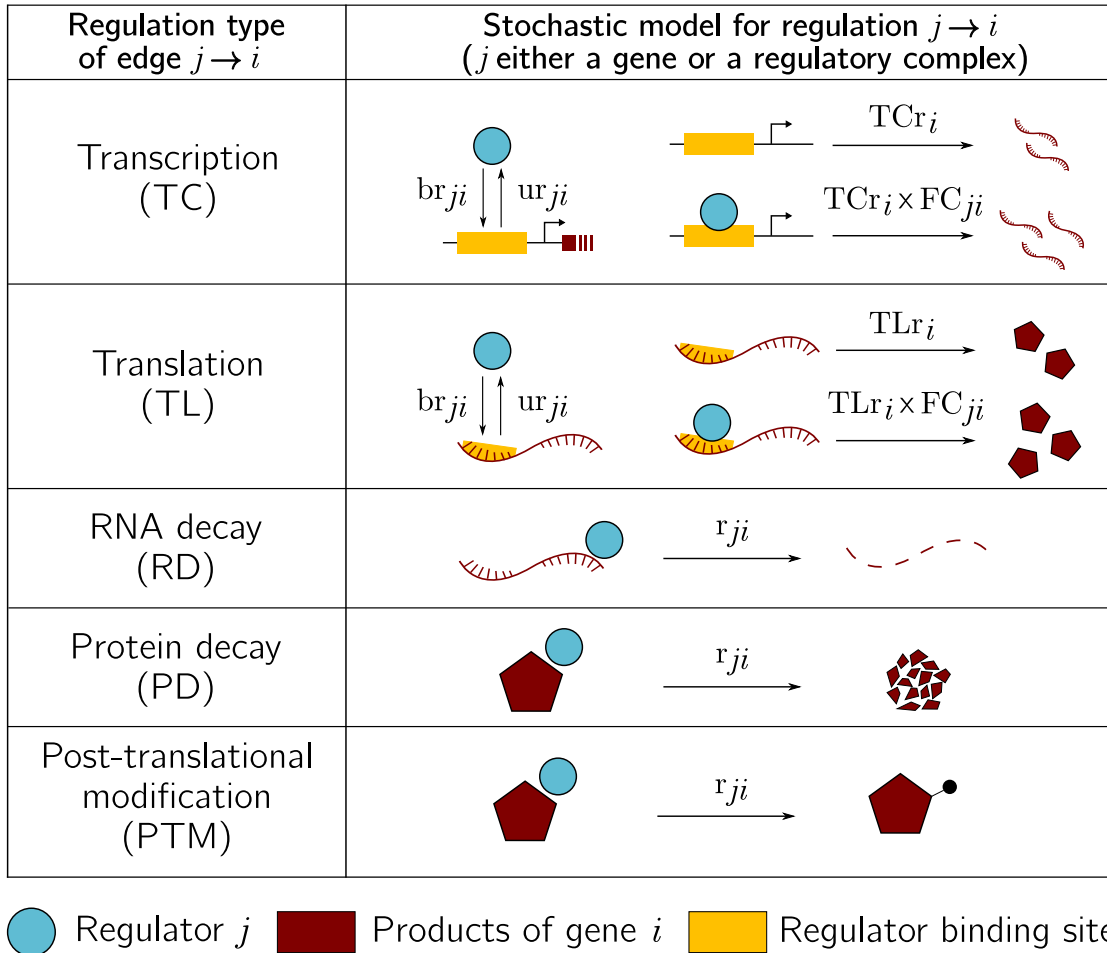 Regulation type
of edge j → i
Stochastic model for regulation j → i
(j either a gene or a regulatory complex)
Transcription
(TC)
br_ji
ur_ji
TCr_i
TCr_i × FC_ji
Translation
(TL)
br_ji
ur_ji
TLr_i
TLr_i × FC_ji
RNA decay
(RD)
r_ji
Protein decay
(PD)
r_ji
Post-translational
modification
(PTM)
r_ji
Regulator j
Products of gene i
Regulator binding site